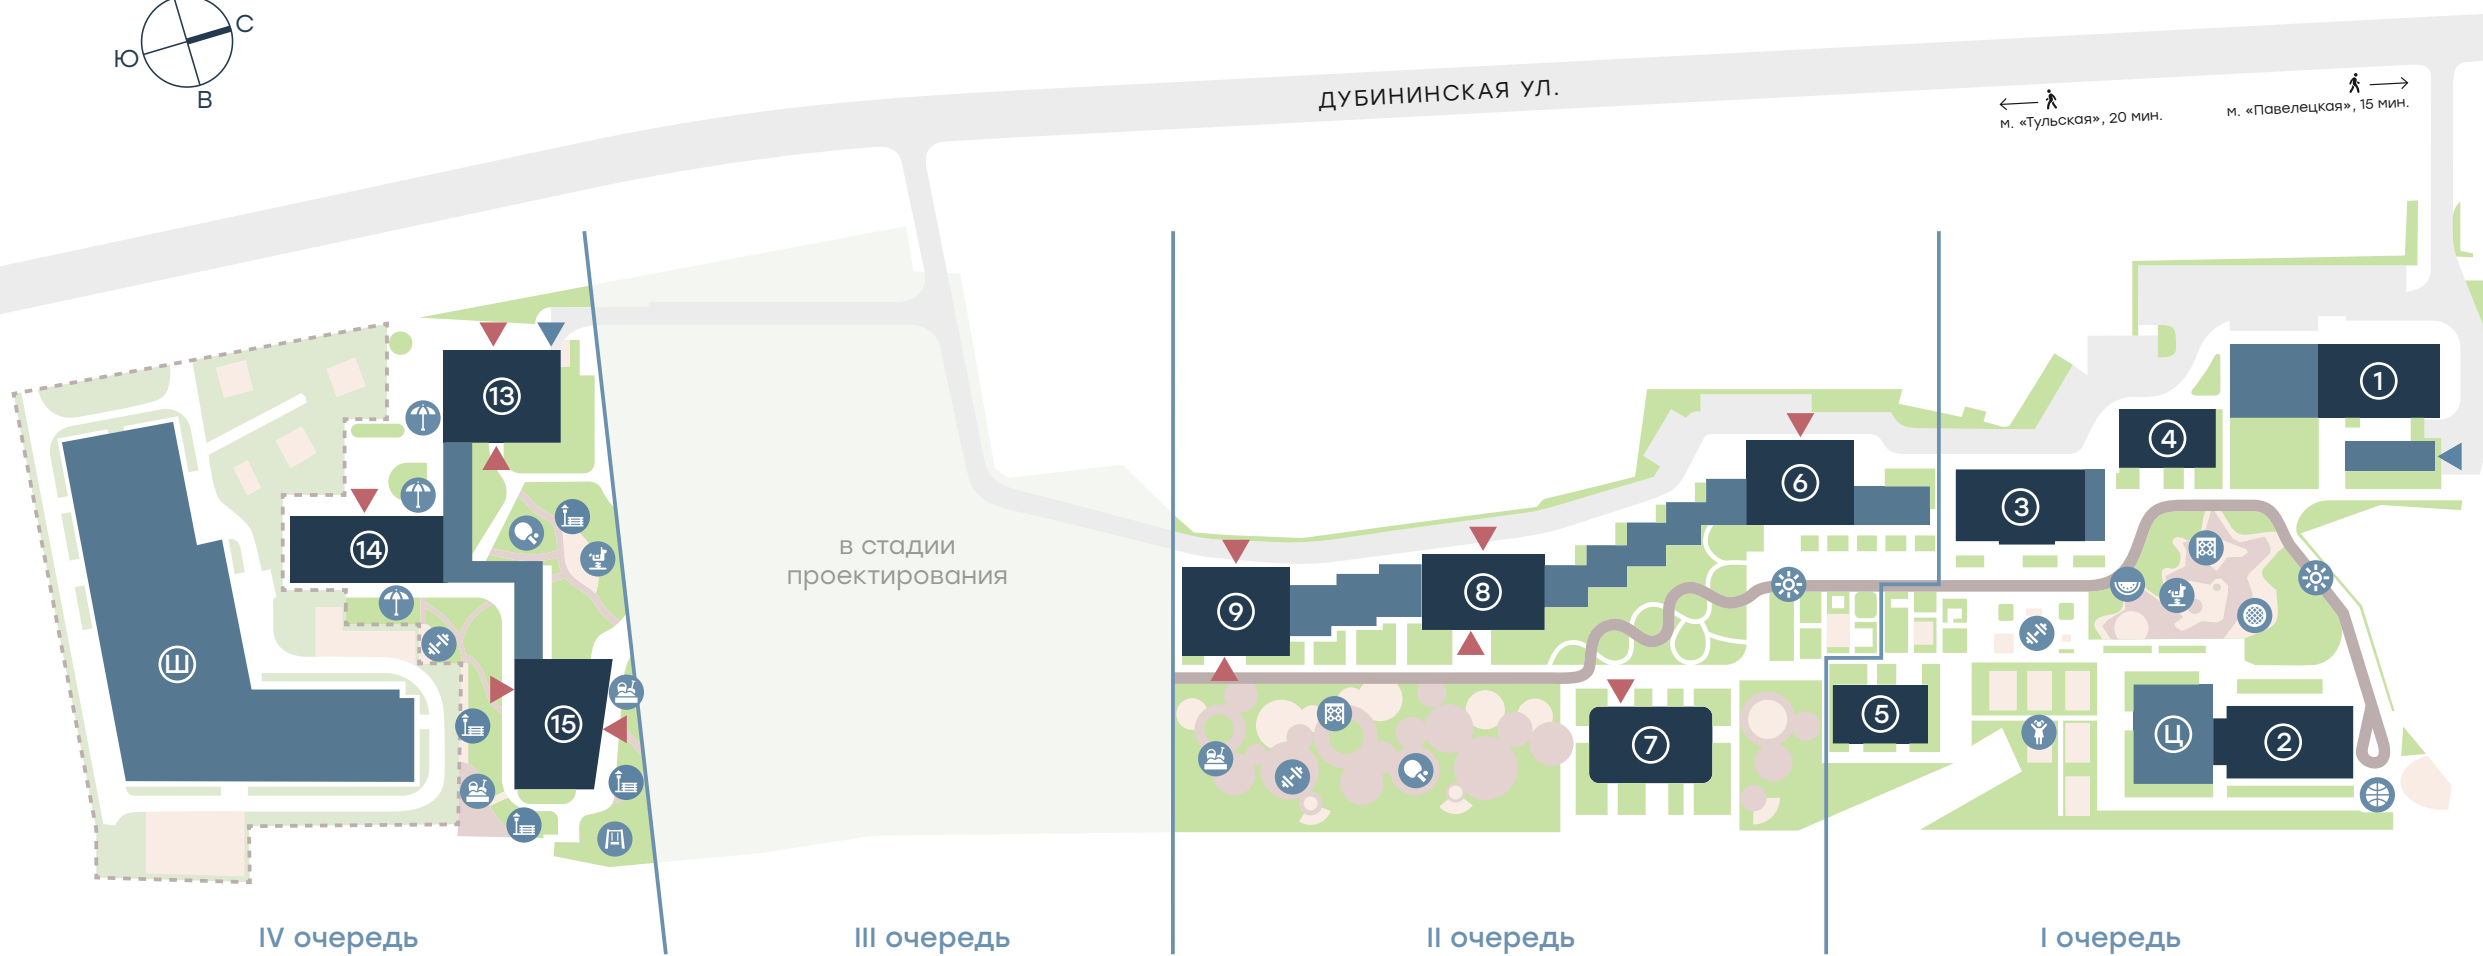 С
Ю
В
ДУБИНИНСКАЯ УЛ.
м. «Тульская», 20 мин.
м. «Павелецкая», 15 мин.
13
14
15
Ш
в стадии
проектирования
9
8
6
7
5
3
4
1
Ц
2
IV очередь
III очередь
II очередь
I очередь